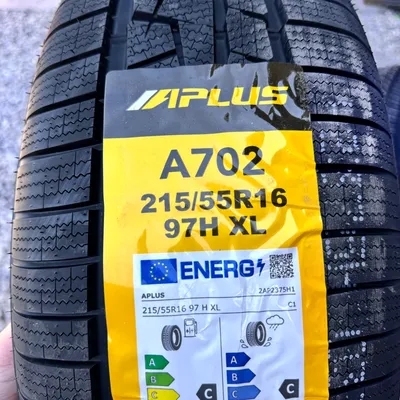 APLUS
A702
215/55R16
97H XL
ENERG
APLUS 2AP2375H1
215/55R16 97 H XL C1
A A
B B
C C C C